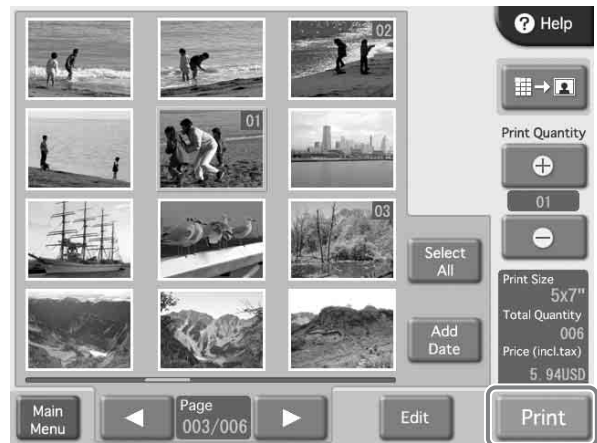 02
01
03
Select
All
Add
Date
Help
Print Quantity
01
Print Size
5x7"
Total Quantity
006
Price (incl.tax)
5.94USD
Main
Menu
Page
003/006
Edit
Print